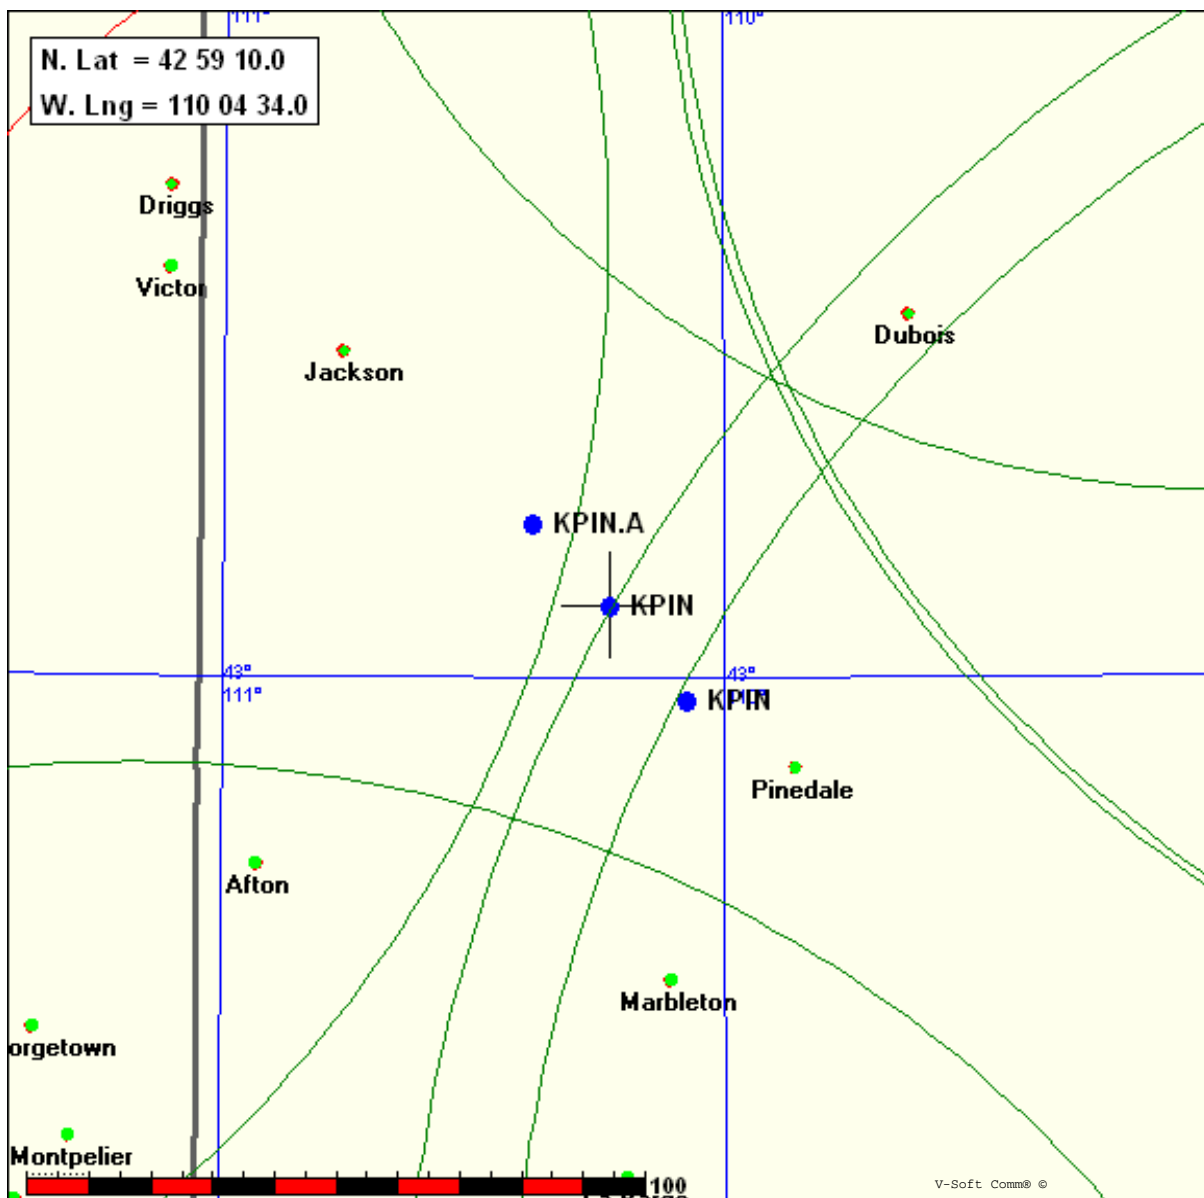 111°
110°
N. Lat = 42 59 10.0
W. Lng = 110 04 34.0
Driggs
Victor
Dubois
Jackson
KPIN.A
KPIN
43°
43°
111°
KPIN
Pinedale
Afton
Marbleton
orgetown
Montpelier
100
V-Soft Comm® ©